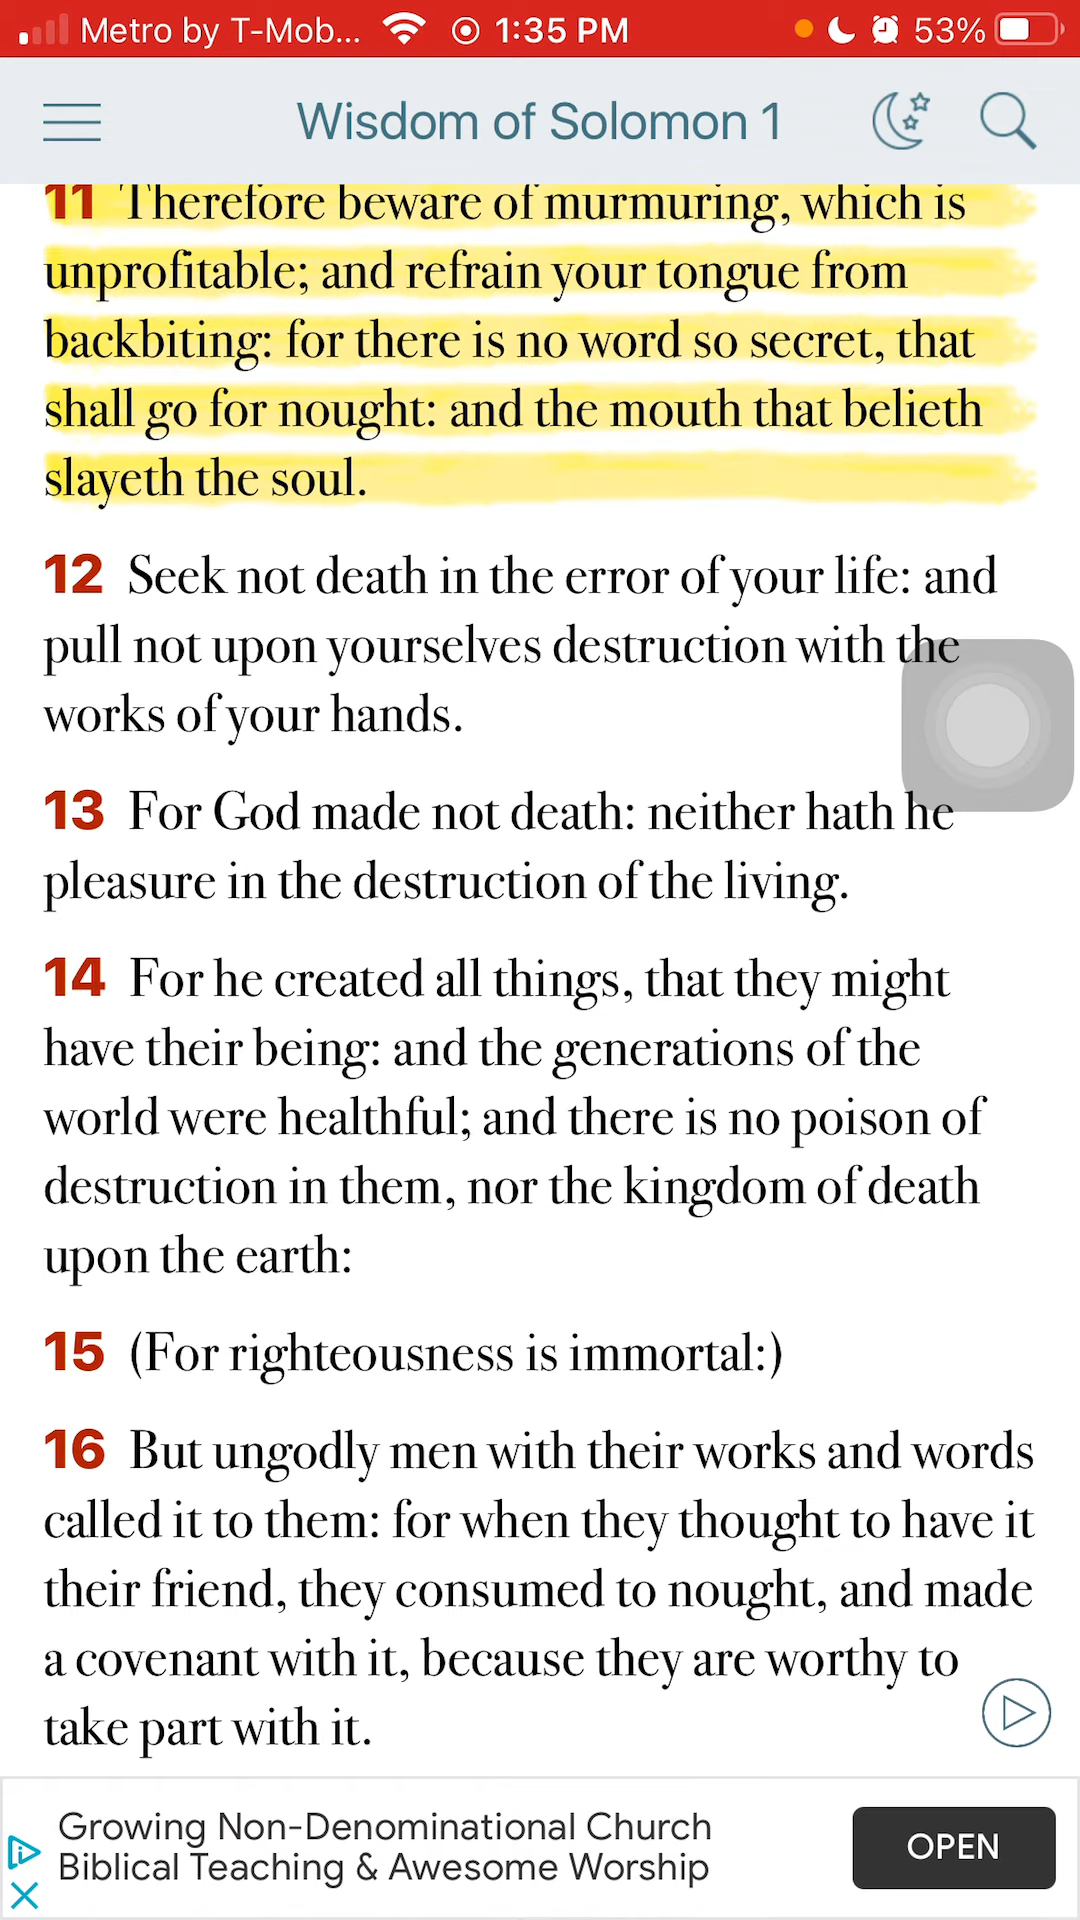 Metro by T-Mob... 1:35 PM 53%
Wisdom of Solomon 1
11 Therefore beware of murmuring, which is
unprofitable; and refrain your tongue from
backbiting: for there is no word so secret, that
shall go for nought: and the mouth that belieth
slayeth the soul.
12 Seek not death in the error of your life: and
pull not upon yourselves destruction with the
works of your hands.
13 For God made not death: neither hath he
pleasure in the destruction of the living.
14 For he created all things, that they might
have their being: and the generations of the
world were healthful; and there is no poison of
destruction in them, nor the kingdom of death
upon the earth:
15 (For righteousness is immortal:)
16 But ungodly men with their works and words
called it to them: for when they thought to have it
their friend, they consumed to nought, and made
a covenant with it, because they are worthy to
take part with it.
Growing Non-Denominational Church
Biblical Teaching & Awesome Worship
OPEN